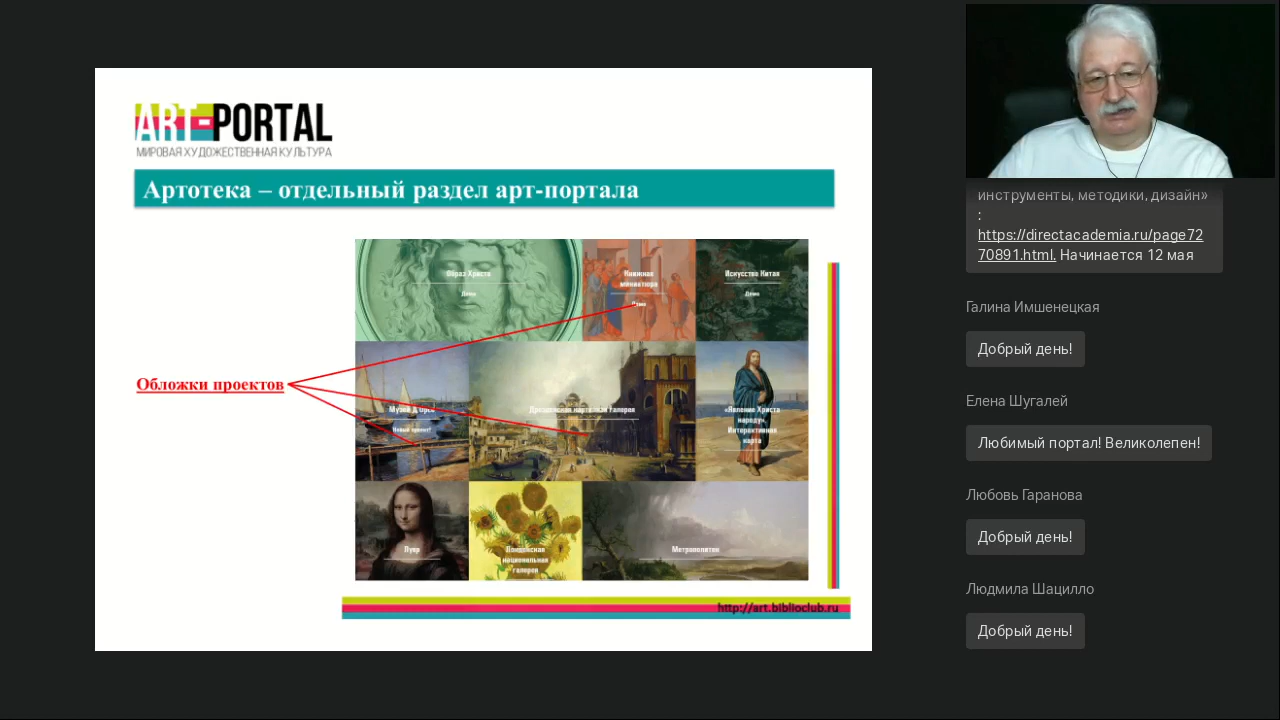 ART-PORTAL
МИРОВАЯ ХУДОЖЕСТВЕННАЯ КУЛЬТУРА
Артотека – отдельный раздел арт-портала
Образ Христа
Демо
Книжная
миниатюра
Демо
Искусство Китая
Демо
Обложки проектов
Музей Д'Орсе
Новый проект!
Дрезденская картинная галерея
«Явление Христа
народу».
Интерактивная
карта
Лувр
Лондонская
национальная
галерея
Метрополитен
http://art.biblioclub.ru
инструменты, методики, дизайн»
:
https://directacademia.ru/page72
70891.html. Начинается 12 мая
Галина Имшенецкая
Добрый день!
Елена Шугалей
Любимый портал! Великолепен!
Любовь Гаранова
Добрый день!
Людмила Шацилло
Добрый день!